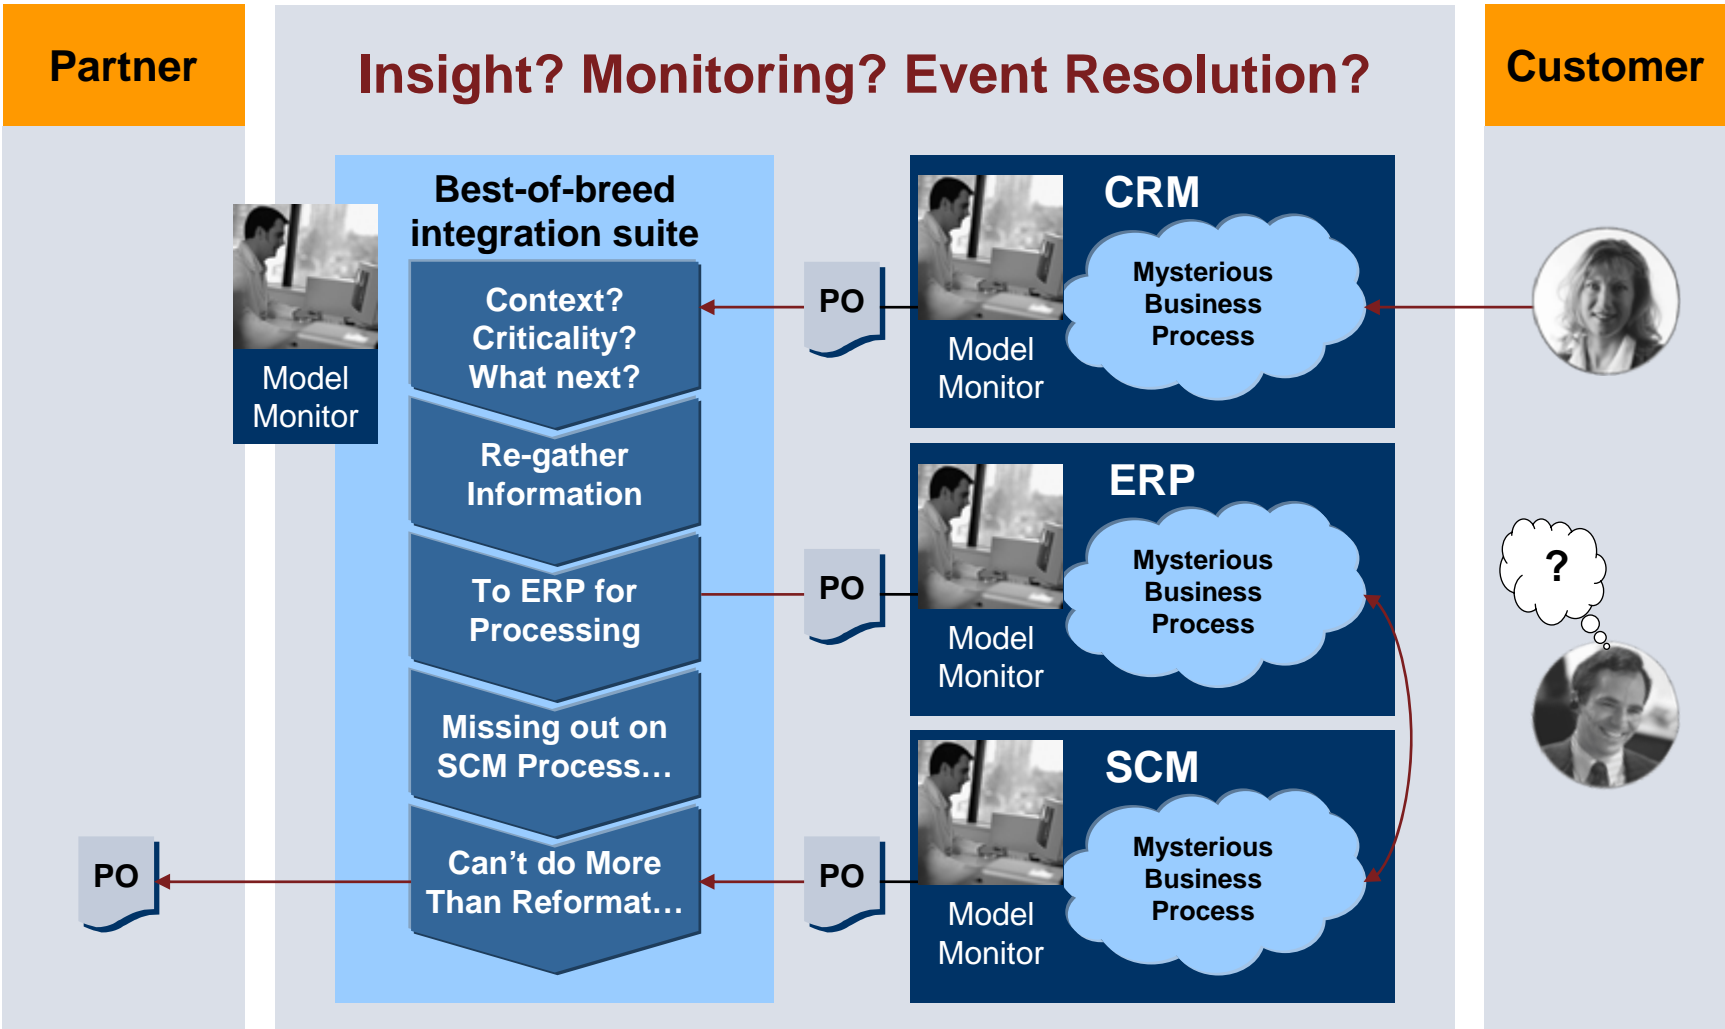 Partner
Insight? Monitoring? Event Resolution?
Customer
Best-of-breed
integration suite
Model
Monitor
Context?
Criticality?
What next?
Re-gather
Information
To ERP for
Processing
Missing out on
SCM Process…
Can’t do More
Than Reformat…
PO
PO
PO
PO
CRM
Model
Monitor
Mysterious
Business
Process
ERP
Model
Monitor
Mysterious
Business
Process
SCM
Model
Monitor
Mysterious
Business
Process
?